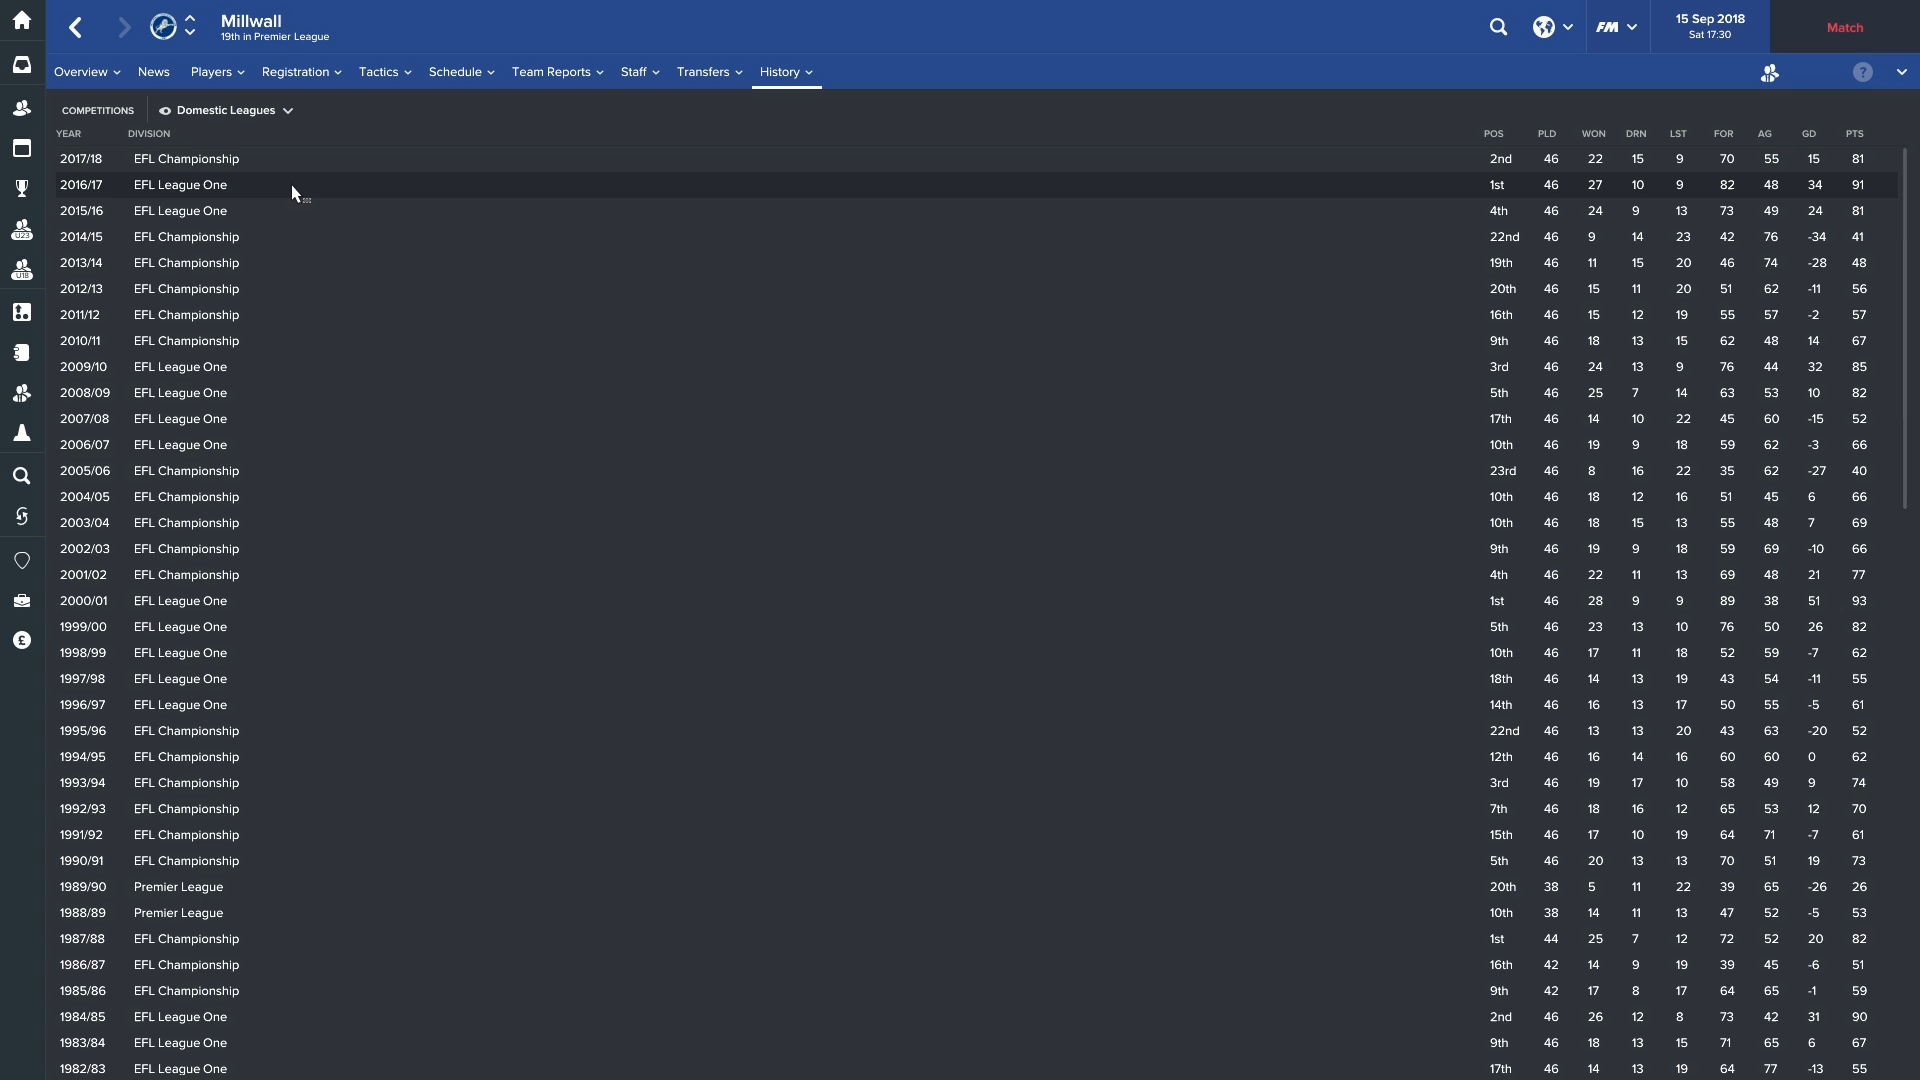 Millwall
19th in Premier League
FM
15 Sep 2018
Sat 17:30
Match
Overview News Players Registration Tactics Schedule Team Reports Staff Transfers History ?
COMPETITIONS Domestic Leagues
YEAR DIVISION POS PLD WON DRN LST FOR AG GD PTS
2017/18 EFL Championship 2nd 46 22 15 9 70 55 15 81
2016/17 EFL League One 1st 46 27 10 9 82 48 34 91
2015/16 EFL League One 4th 46 24 9 13 73 49 24 81
2014/15 EFL Championship 22nd 46 9 14 23 42 76 -34 41
2013/14 EFL Championship 19th 46 11 15 20 46 74 -28 48
2012/13 EFL Championship 20th 46 15 11 20 51 62 -11 56
2011/12 EFL Championship 16th 46 15 12 19 55 57 -2 57
2010/11 EFL Championship 9th 46 18 13 15 62 48 14 67
2009/10 EFL League One 3rd 46 24 13 9 76 44 32 85
2008/09 EFL League One 5th 46 25 7 14 63 53 10 82
2007/08 EFL League One 17th 46 14 10 22 45 60 -15 52
2006/07 EFL League One 10th 46 19 9 18 59 62 -3 66
2005/06 EFL Championship 23rd 46 8 16 22 35 62 -27 40
2004/05 EFL Championship 10th 46 18 12 16 51 45 6 66
2003/04 EFL Championship 10th 46 18 15 13 55 48 7 69
2002/03 EFL Championship 9th 46 19 9 18 59 69 -10 66
2001/02 EFL Championship 4th 46 22 11 13 69 48 21 77
2000/01 EFL League One 1st 46 28 9 9 89 38 51 93
1999/00 EFL League One 5th 46 23 13 10 76 50 26 82
1998/99 EFL League One 10th 46 17 11 18 52 59 -7 62
1997/98 EFL League One 18th 46 14 13 19 43 54 -11 55
1996/97 EFL League One 14th 46 16 13 17 50 55 -5 61
1995/96 EFL Championship 22nd 46 13 13 20 43 63 -20 52
1994/95 EFL Championship 12th 46 16 14 16 60 60 0 62
1993/94 EFL Championship 3rd 46 19 17 10 58 49 9 74
1992/93 EFL Championship 7th 46 18 16 12 65 53 12 70
1991/92 EFL Championship 15th 46 17 10 19 64 71 -7 61
1990/91 EFL Championship 5th 46 20 13 13 70 51 19 73
1989/90 Premier League 20th 38 5 11 22 39 65 -26 26
1988/89 Premier League 10th 38 14 11 13 47 52 -5 53
1987/88 EFL Championship 1st 44 25 7 12 72 52 20 82
1986/87 EFL Championship 16th 42 14 9 19 39 45 -6 51
1985/86 EFL Championship 9th 42 17 8 17 64 65 -1 59
1984/85 EFL League One 2nd 46 26 12 8 73 42 31 90
1983/84 EFL League One 9th 46 18 13 15 71 65 6 67
1982/83 EFL League One 17th 46 14 13 19 64 77 -13 55
U23
U18
£